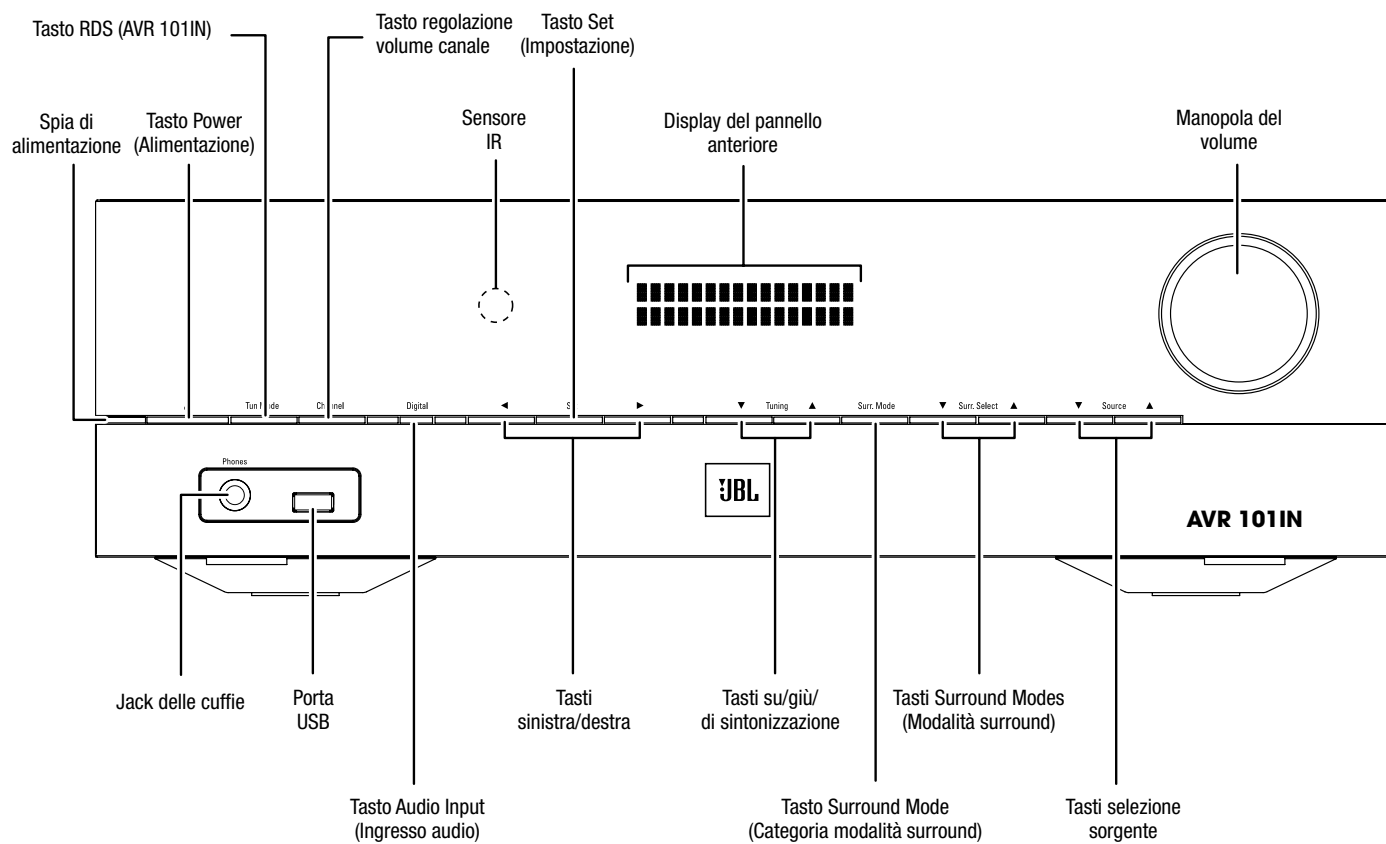 Tasto RDS (AVR 101IN)
Tasto regolazione
volume canale
Tasto Set
(Impostazione)
Spia di
alimentazione
Tasto Power
(Alimentazione)
Sensore
IR
Display del pannello
anteriore
Manopola del
volume
Digital
◄
►
▼ Tuning ▲
Surr. Mode
▼ Surr. Select ▲
▼ Source ▲
Phones
JBL
AVR 101IN
Jack delle cuffie
Porta
USB
Tasti
sinistra/destra
Tasti su/giù/
di sintonizzazione
Tasti Surround Modes
(Modalità surround)
Tasto Audio Input
(Ingresso audio)
Tasto Surround Mode
(Categoria modalità surround)
Tasti selezione
sorgente